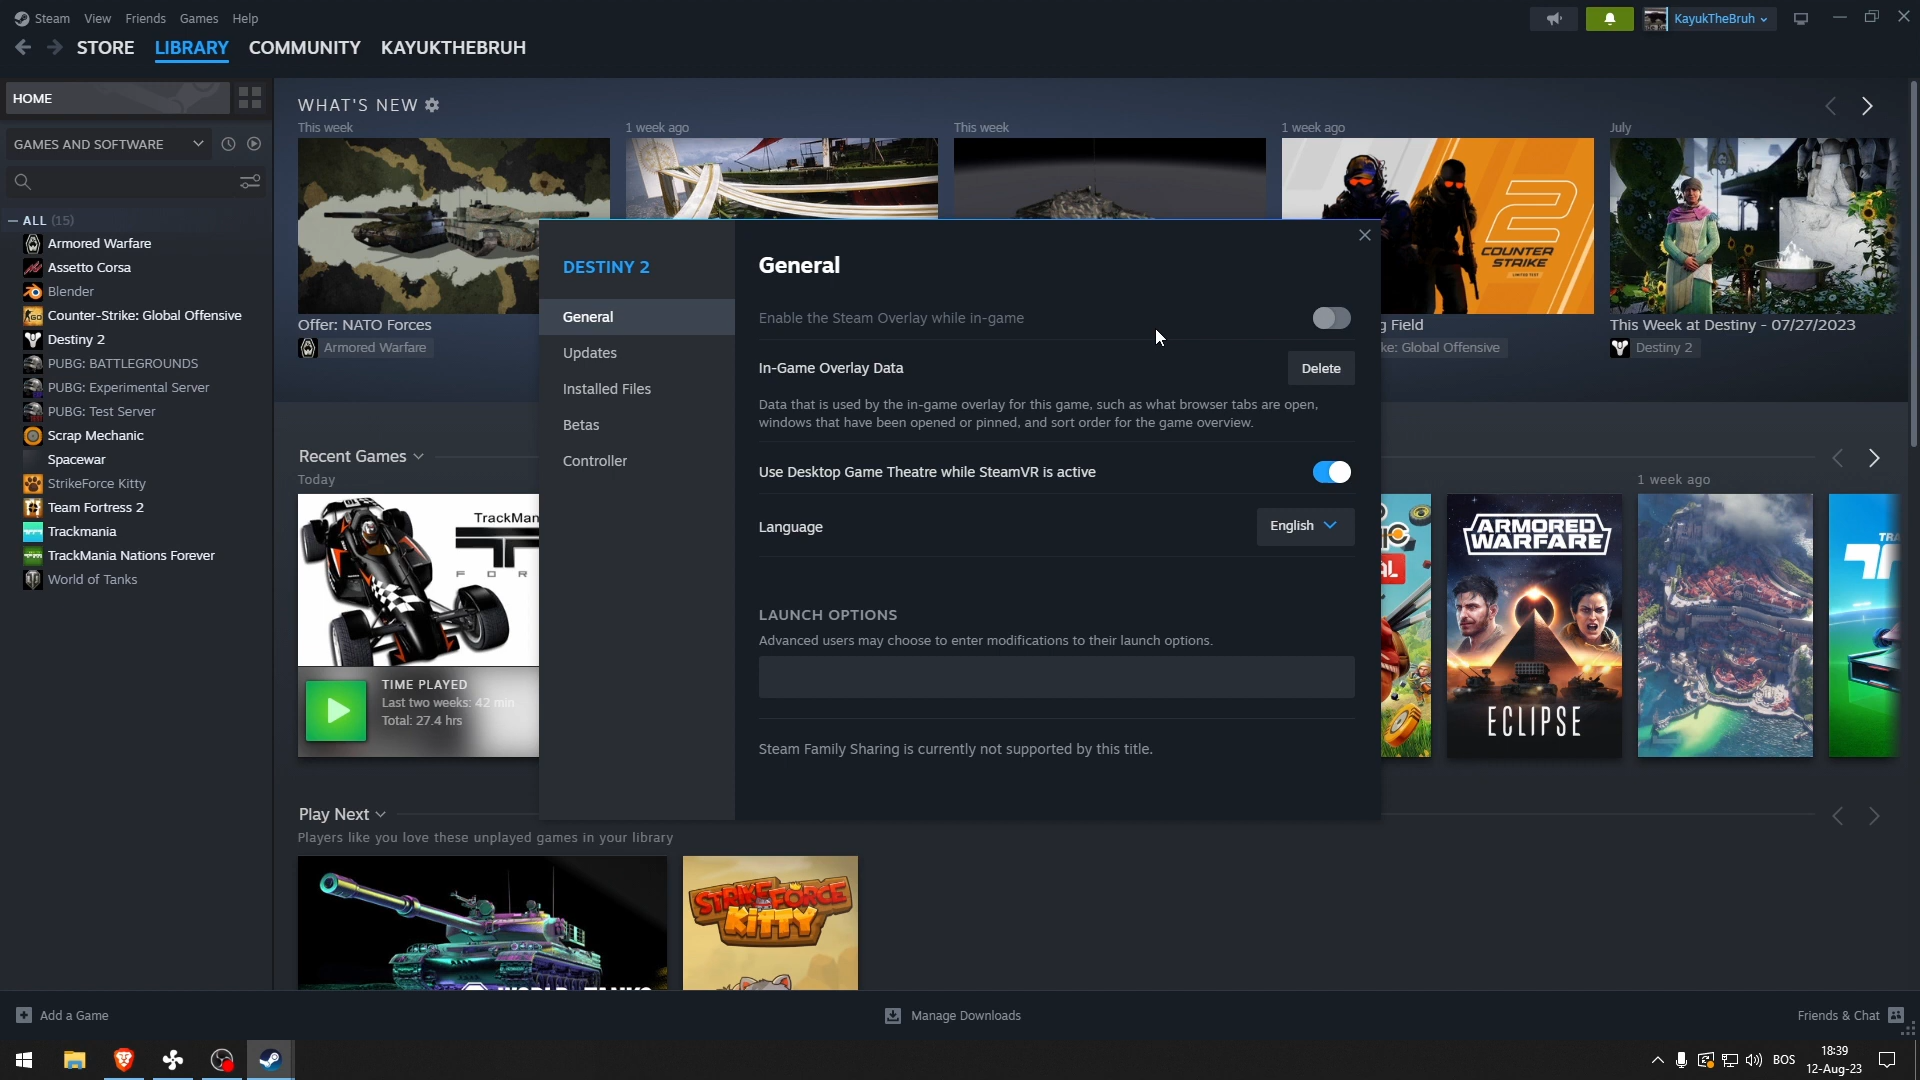 Steam View Friends Games Help
KayukTheBruh
STORE LIBRARY COMMUNITY KAYUKTHEBRUH
HOME
GAMES AND SOFTWARE
ALL (15)
Armored Warfare
Assetto Corsa
Blender
Counter-Strike: Global Offensive
Destiny 2
PUBG: BATTLEGROUNDS
PUBG: Experimental Server
PUBG: Test Server
Scrap Mechanic
Spacewar
StrikeForce Kitty
Team Fortress 2
Trackmania
TrackMania Nations Forever
World of Tanks
WHAT'S NEW
This week
1 week ago
This week
1 week ago
July
2
COUNTER
STRIKE
LIMITED TEST
Offer: NATO Forces
Armored Warfare
g Field
ke: Global Offensive
This Week at Destiny - 07/27/2023
Destiny 2
DESTINY 2
General
Updates
Installed Files
Betas
Controller
General
Enable the Steam Overlay while in-game
In-Game Overlay Data
Delete
Data that is used by the in-game overlay for this game, such as what browser tabs are open,
windows that have been opened or pinned, and sort order for the game overview.
Use Desktop Game Theatre while SteamVR is active
Language
English
LAUNCH OPTIONS
Advanced users may choose to enter modifications to their launch options.
Steam Family Sharing is currently not supported by this title.
Recent Games
Today
1 week ago
TrackMan
F O R
TIME PLAYED
Last two weeks: 42 min
Total: 27.4 hrs
IC
AL
ARMORED
WARFARE
ECLIPSE
TRA
Play Next
Players like you love these unplayed games in your library
STRIKE FORCE
KITTY
Add a Game
Manage Downloads
Friends & Chat
BOS
18:39
12-Aug-23